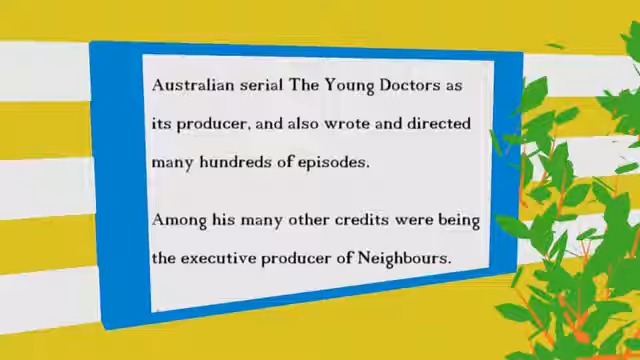 Australian serial The Young Doctors as
its producer, and also wrote and directed
many hundreds of episodes.
Among his many other credits were being
the executive producer of Neighbours.